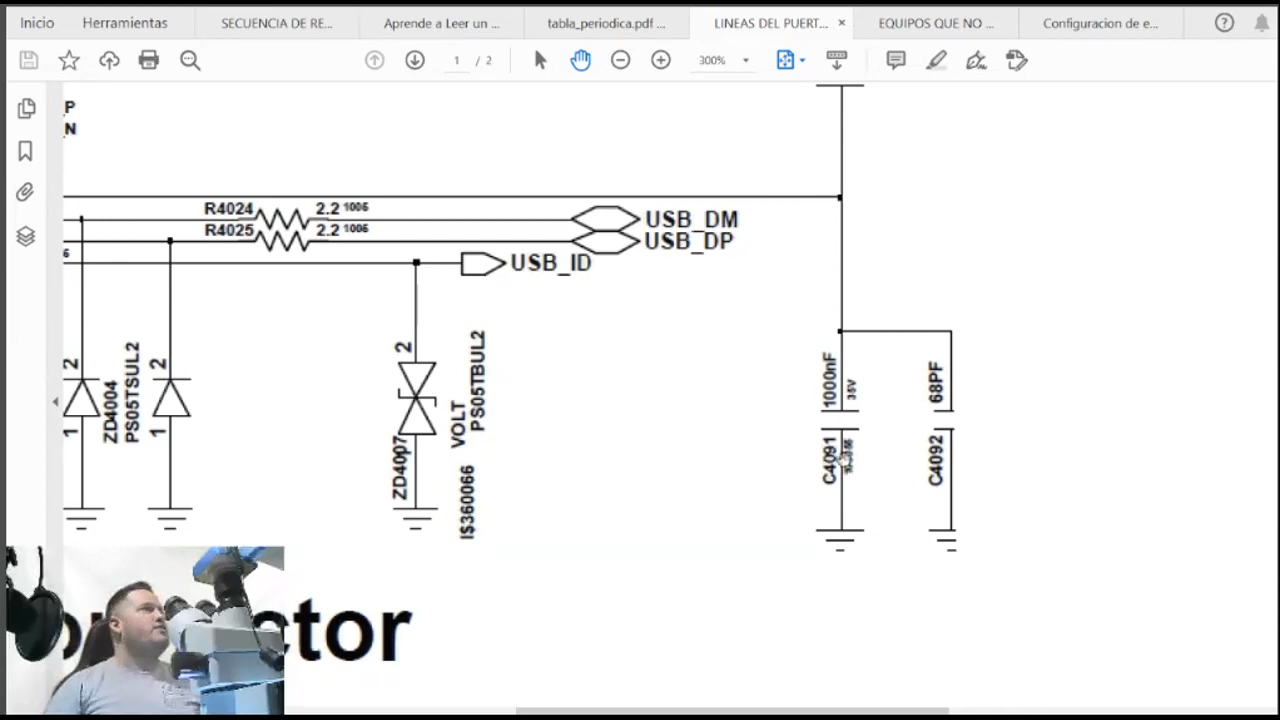 Inicio Herramientas SECUENCIA DE RE... Aprende a Leer un ... tabla_periodica.pdf ... LINEAS DEL PUERT... × EQUIPOS QUE NO ... Configuracion de e...
1 / 2 300%
_P
_N
R4024 2.2 1005 USB_DM
R4025 2.2 1005 USB_DP
USB_ID
2
1
ZD4004
PS05TSUL2
2
1
2
ZD4007
VOLT
PS05TBUL2
IS360066
1000nF
35V
C4091
68PF
C4092
ctor